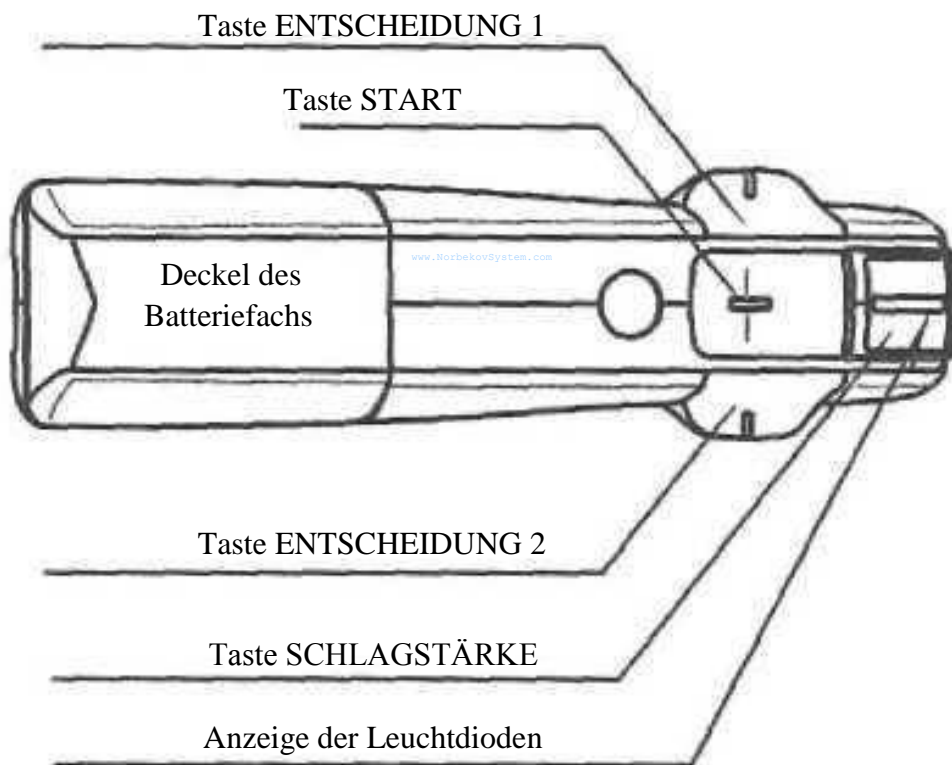 Taste ENTSCHEIDUNG 1
Taste START
www.NorbekovSystem.com
Deckel des
Batteriefachs
Taste ENTSCHEIDUNG 2
Taste SCHLAGSTÄRKE
Anzeige der Leuchtdioden